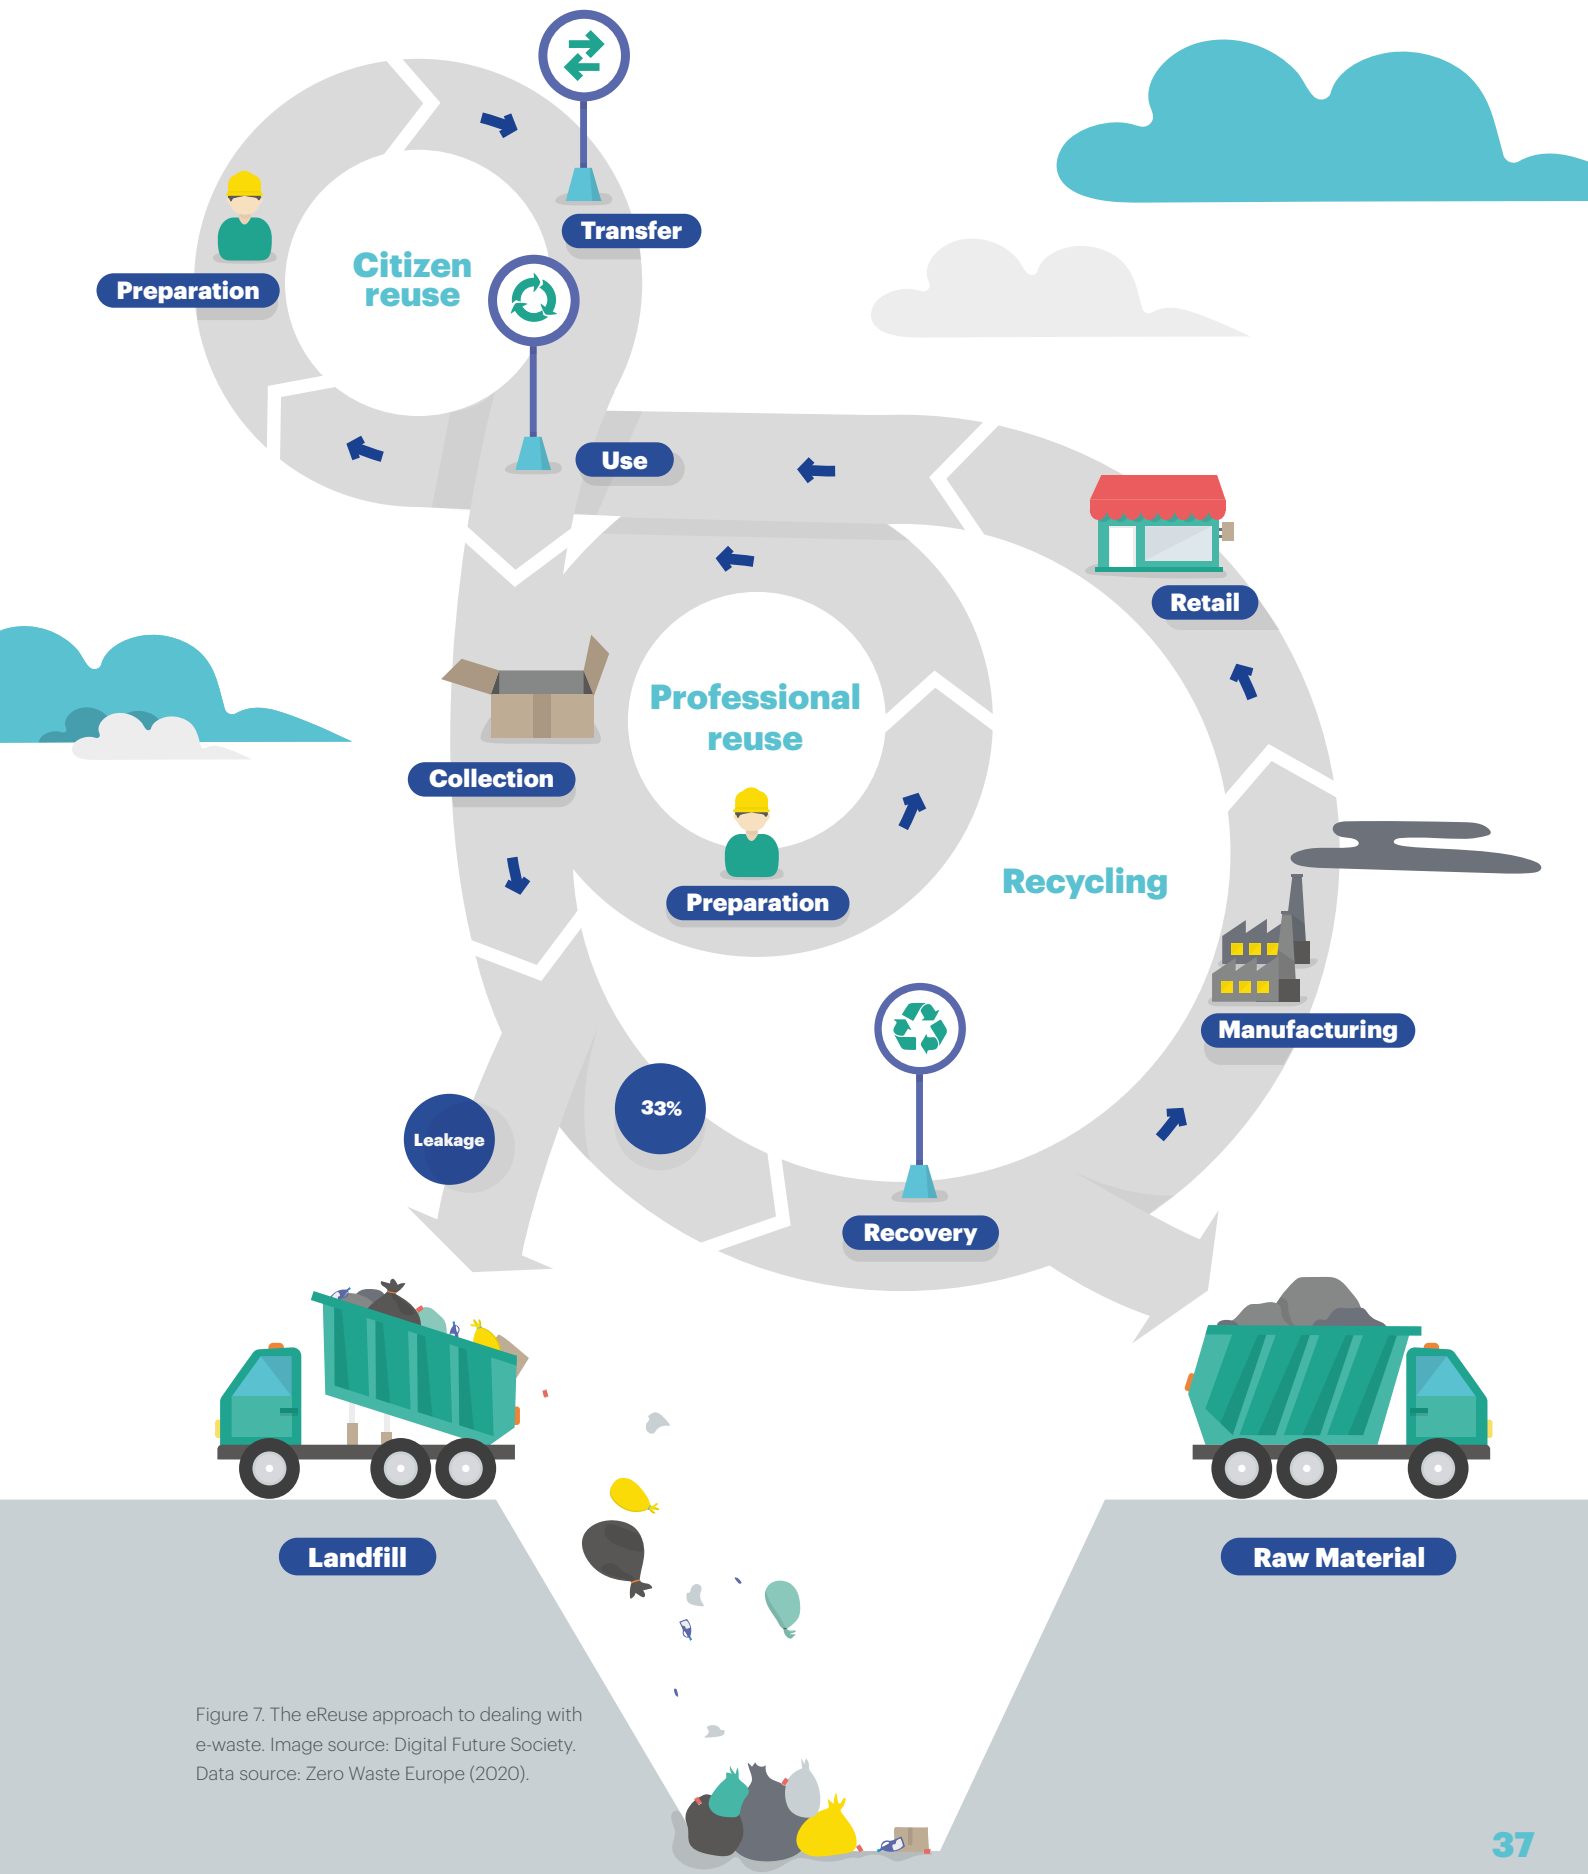 Transfer
Citizen
reuse
Preparation
Use
Retail
Professional
reuse
Collection
Recycling
Preparation
Manufacturing
33%
Leakage
Recovery
Landfill
Raw Material
Figure 7. The eReuse approach to dealing with
e-waste. Image source: Digital Future Society.
Data source: Zero Waste Europe (2020).
37